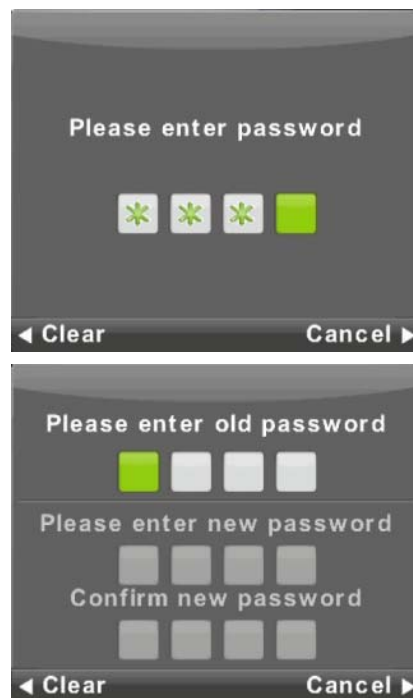 Please enter password
* * *
◀ Clear Cancel ▶
Please enter old password
Please enter new password
Confirm new password
◀ Clear Cancel ▶